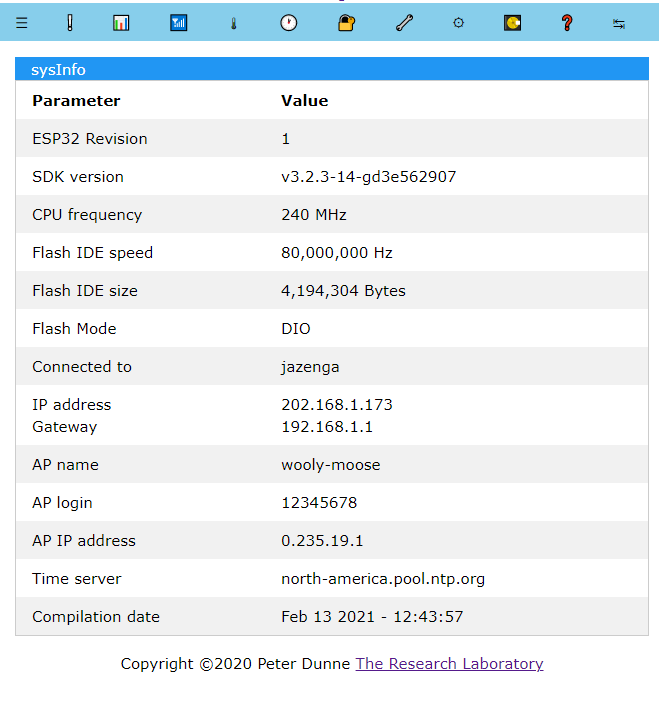 sysInfo
Parameter Value
ESP32 Revision 1
SDK version v3.2.3-14-gd3e562907
CPU frequency 240 MHz
Flash IDE speed 80,000,000 Hz
Flash IDE size 4,194,304 Bytes
Flash Mode DIO
Connected to jazenga
IP address 202.168.1.173
Gateway 192.168.1.1
AP name wooly-moose
AP login 12345678
AP IP address 0.235.19.1
Time server north-america.pool.ntp.org
Compilation date Feb 13 2021 - 12:43:57
Copyright ©2020 Peter Dunne The Research Laboratory